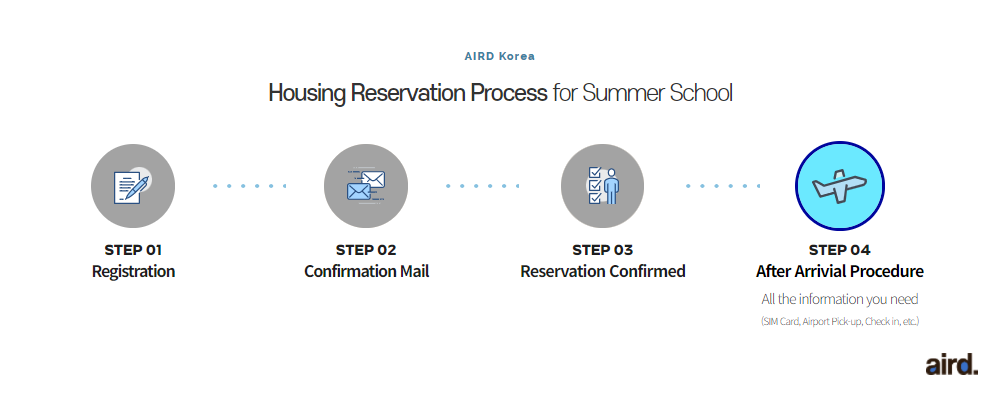 AIRD Korea
Housing Reservation Process for Summer School
STEP 01
Registration
STEP 02
Confirmation Mail
STEP 03
Reservation Confirmed
STEP 04
After Arrivial Procedure
All the information you need
(SIM Card, Airport Pick-up, Check in, etc.)
aird.